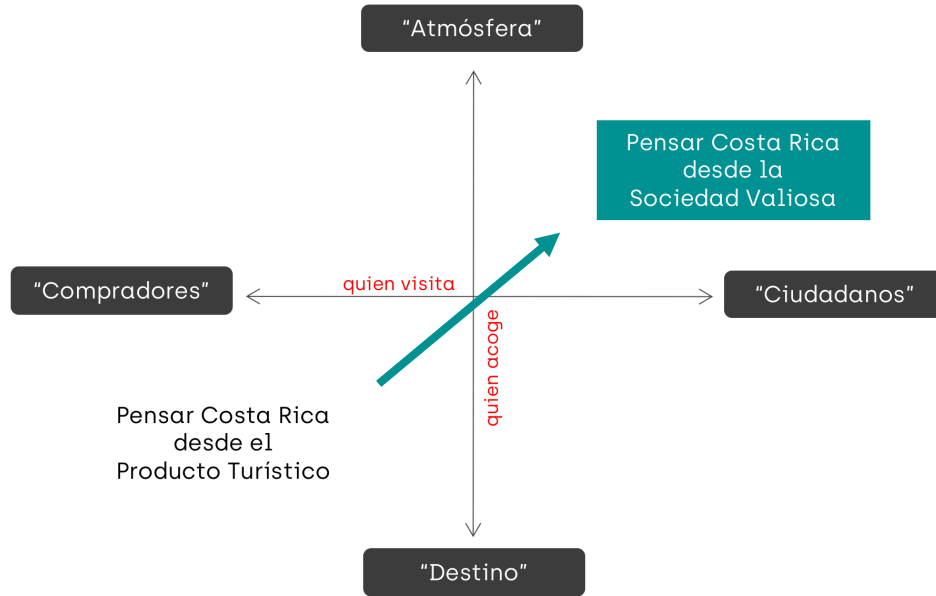 “Atmósfera”
Pensar Costa Rica
desde la
Sociedad Valiosa
“Compradores”
quien visita
“Ciudadanos”
quien acoge
Pensar Costa Rica
desde el
Producto Turístico
“Destino”